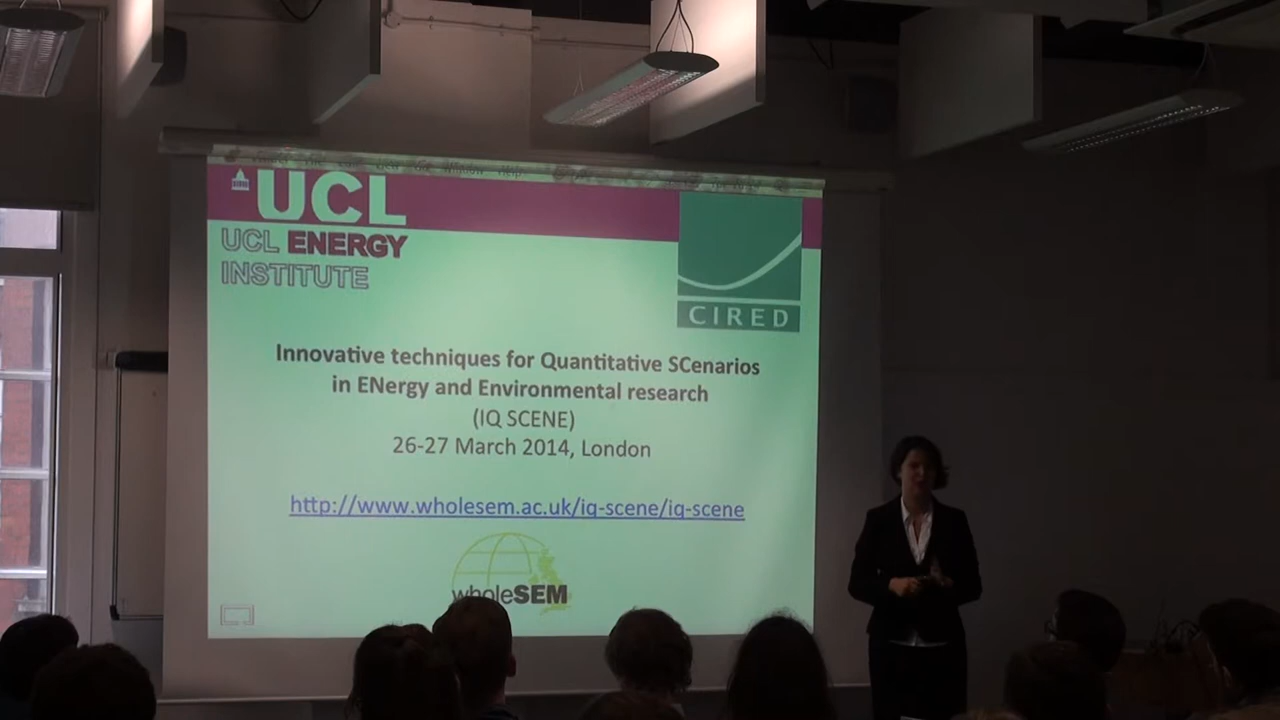 UCL
UCL ENERGY
INSTITUTE
CIRED
Innovative techniques for Quantitative SCenarios
in ENergy and Environmental research
(IQ SCENE)
26-27 March 2014, London
http://www.wholesem.ac.uk/iq-scene/iq-scene
wholeSEM